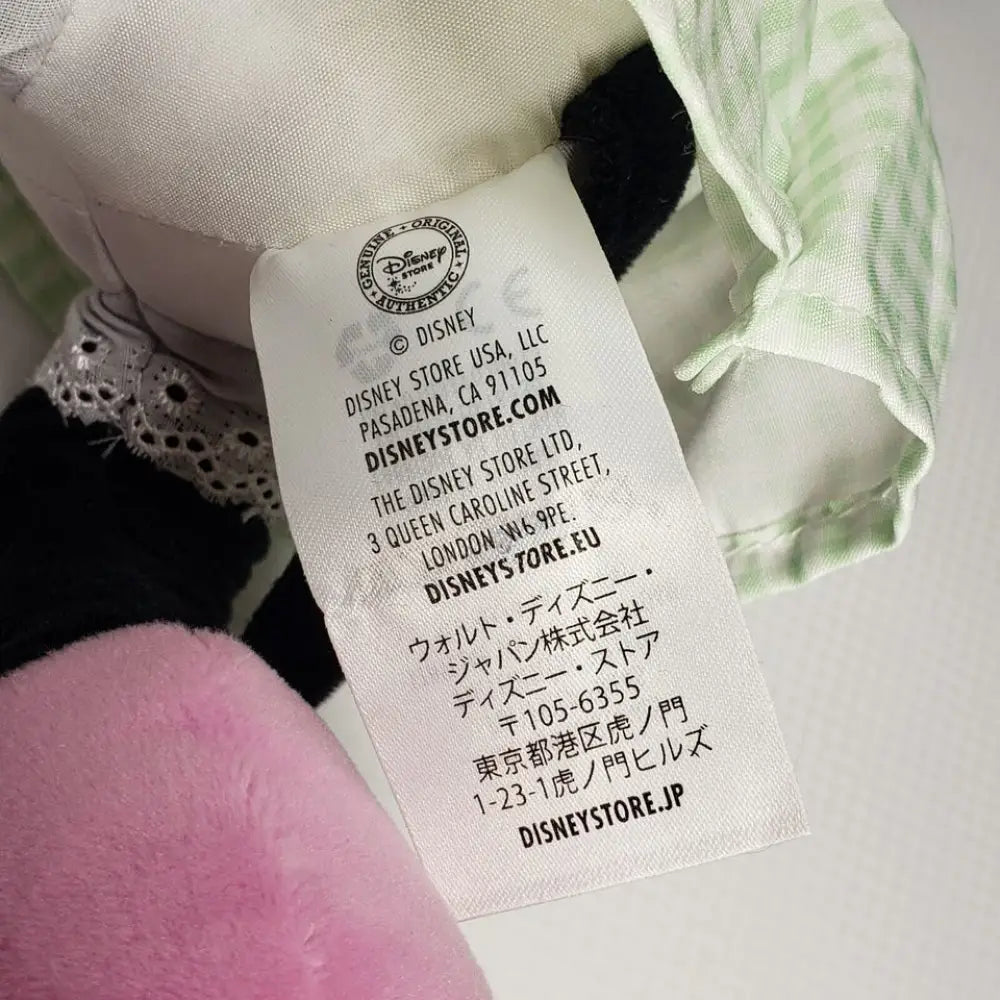 GENUINE • ORIGINAL
Disney
STORE
AUTHENTIC
© DISNEY
DISNEY STORE USA, LLC
PASADENA, CA 91105
DISNEYSTORE.COM
THE DISNEY STORE LTD,
3 QUEEN CAROLINE STREET,
LONDON, W6 9PE.
DISNEYSTORE.EU
ウォルト・ディズニー・
ジャパン株式会社
ディズニー・ストア
〒105-6355
東京都港区虎ノ門
1-23-1虎ノ門ヒルズ
DISNEYSTORE.JP